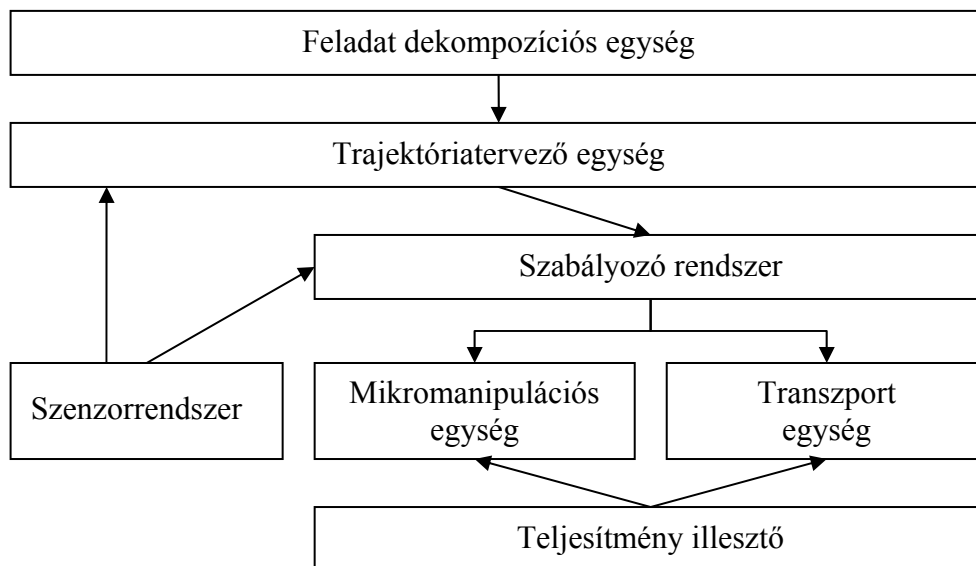 Feladat dekompozíciós egység
Trajektóriatervező egység
Szabályozó rendszer
Szenzorrendszer
Mikromanipulációs
egység
Transzport
egység
Teljesítmény illesztő